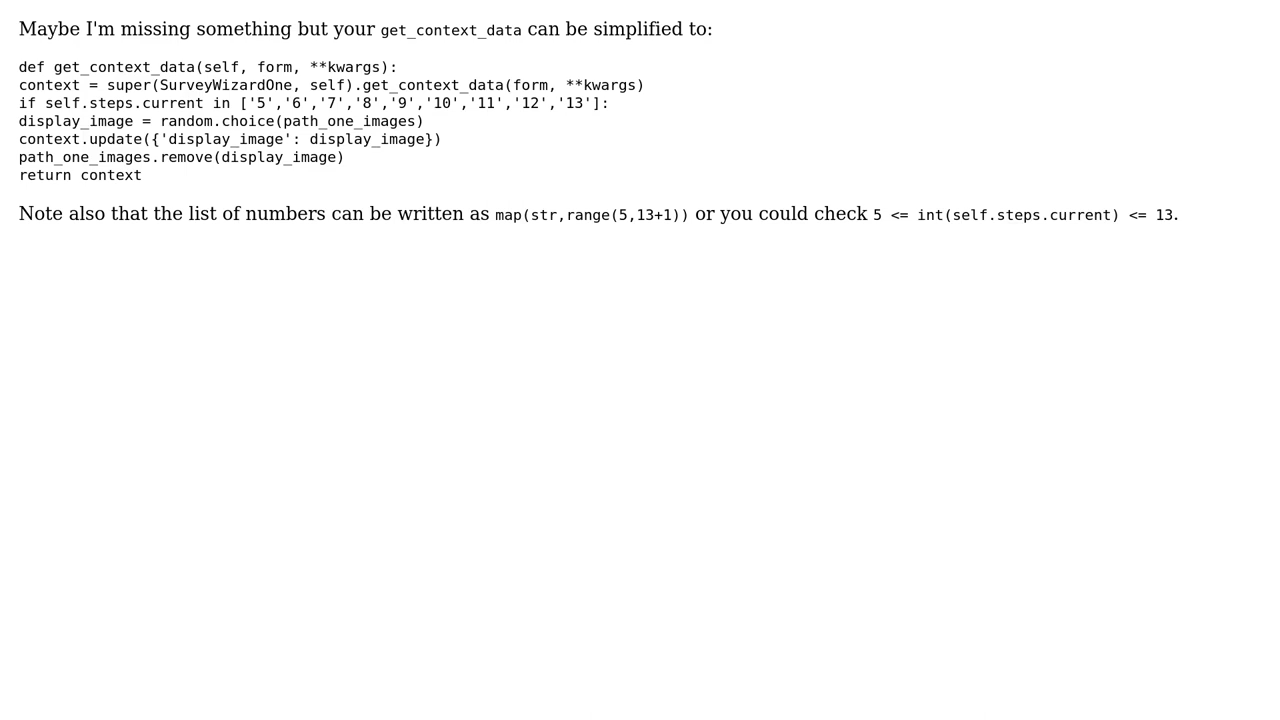 Maybe I'm missing something but your get_context_data can be simplified to:
def get_context_data(self, form, **kwargs):
context = super(SurveyWizardOne, self).get_context_data(form, **kwargs)
if self.steps.current in ['5','6','7','8','9','10','11','12','13']:
display_image = random.choice(path_one_images)
context.update({'display_image': display_image})
path_one_images.remove(display_image)
return context
Note also that the list of numbers can be written as map(str,range(5,13+1)) or you could check 5 <= int(self.steps.current) <= 13.